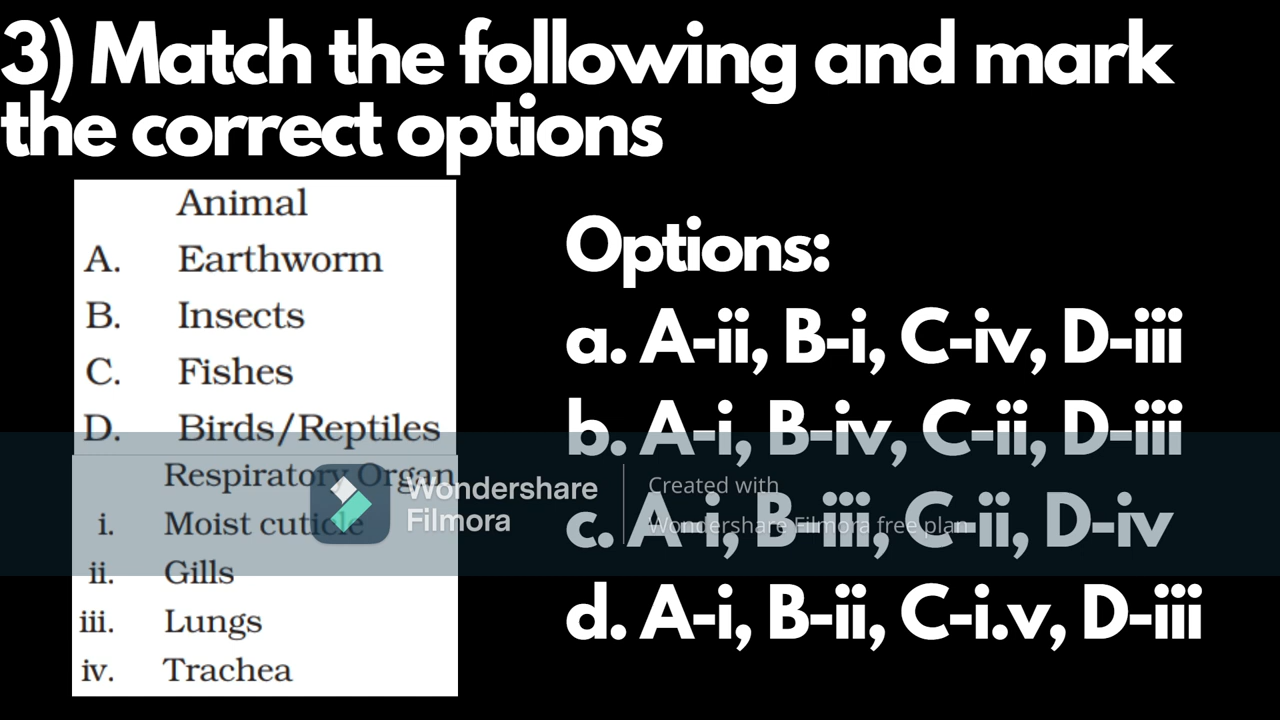 3) Match the following and mark
the correct options
Animal
A. Earthworm
B. Insects
C. Fishes
D. Birds/Reptiles
Respiratory Organ
i. Moist cuticle
ii. Gills
iii. Lungs
iv. Trachea
Options:
a. A-ii, B-i, C-iv, D-iii
b. A-i, B-iv, C-ii, D-iii
c. A-i, B-iii, C-ii, D-iv
d. A-i, B-ii, C-i.v, D-iii
Wondershare
Filmora
Created with
Wondershare Filmora free plan